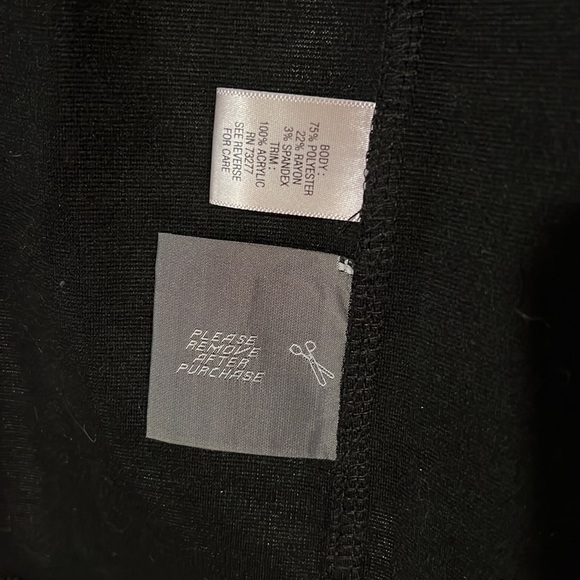 BODY:
75% POLYESTER
22% RAYON
3% SPANDEX
TRIM:
100% ACRYLIC
RN 73277
SEE REVERSE
FOR CARE
PLEASE
REMOVE
AFTER
PURCHASE